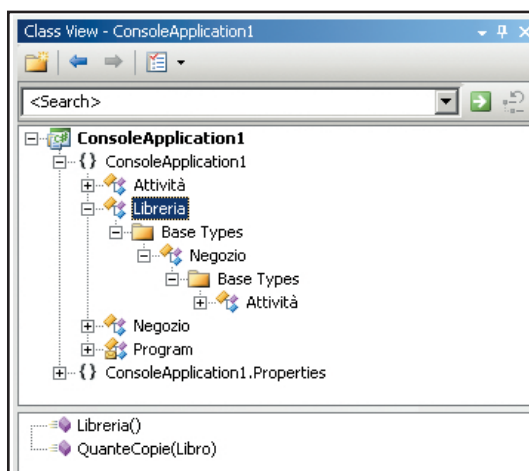 Class View - ConsoleApplication1
<Search>
ConsoleApplication1
{} ConsoleApplication1
Attività
Libreria
Base Types
Negozio
Base Types
Attività
Negozio
Program
{} ConsoleApplication1.Properties
Libreria()
QuanteCopie(Libro)